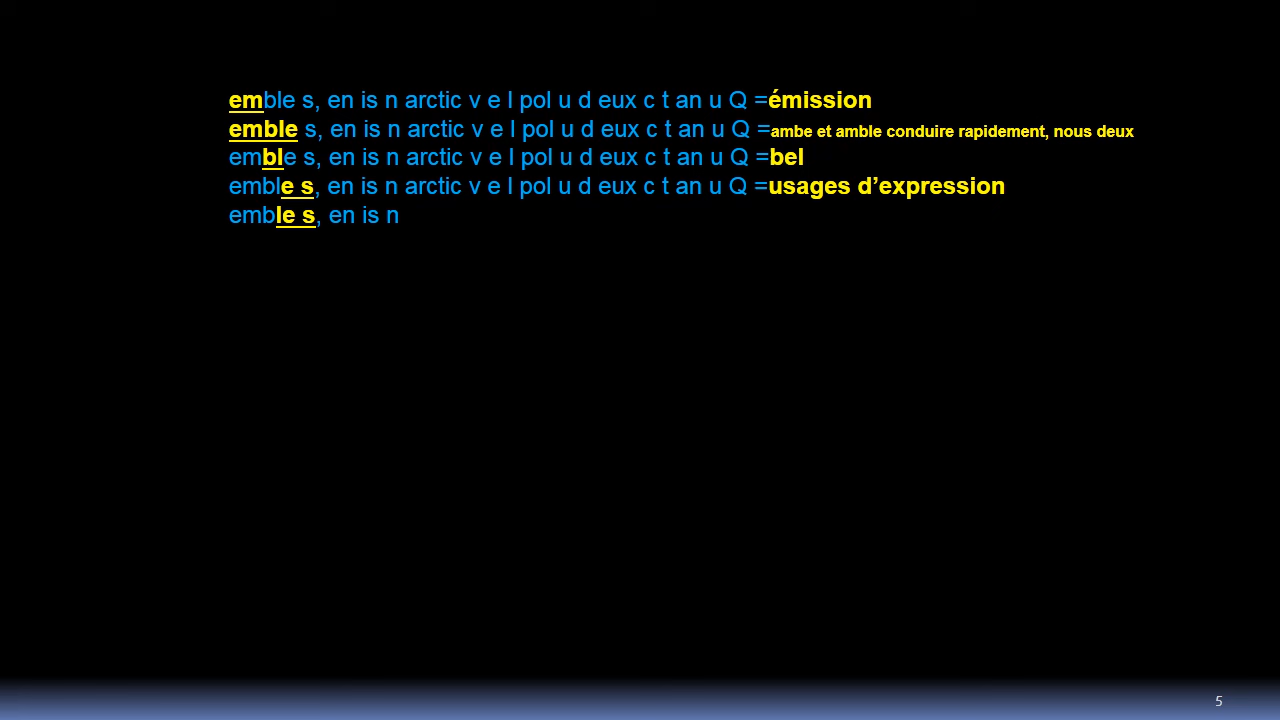 emble s, en is n arctic v e l pol u d eux c t an u Q =émission
emble s, en is n arctic v e l pol u d eux c t an u Q =ambe et amble conduire rapidement, nous deux
emble s, en is n arctic v e l pol u d eux c t an u Q =bel
emble s, en is n arctic v e l pol u d eux c t an u Q =usages d’expression
emble s, en is n
5